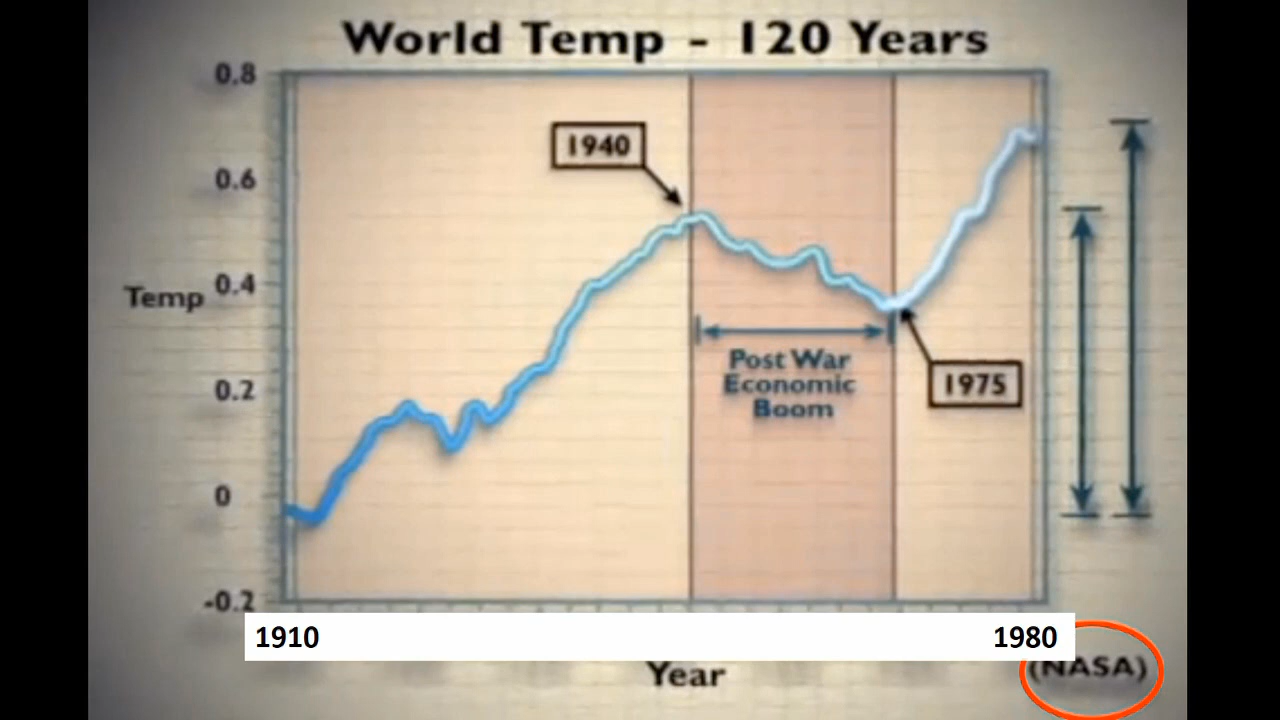 World Temp - 120 Years
0.8
1940
0.6
Temp
0.4
Post War
Economic
Boom
1975
0.2
0
-0.2
1910
1980
Year
(NASA)